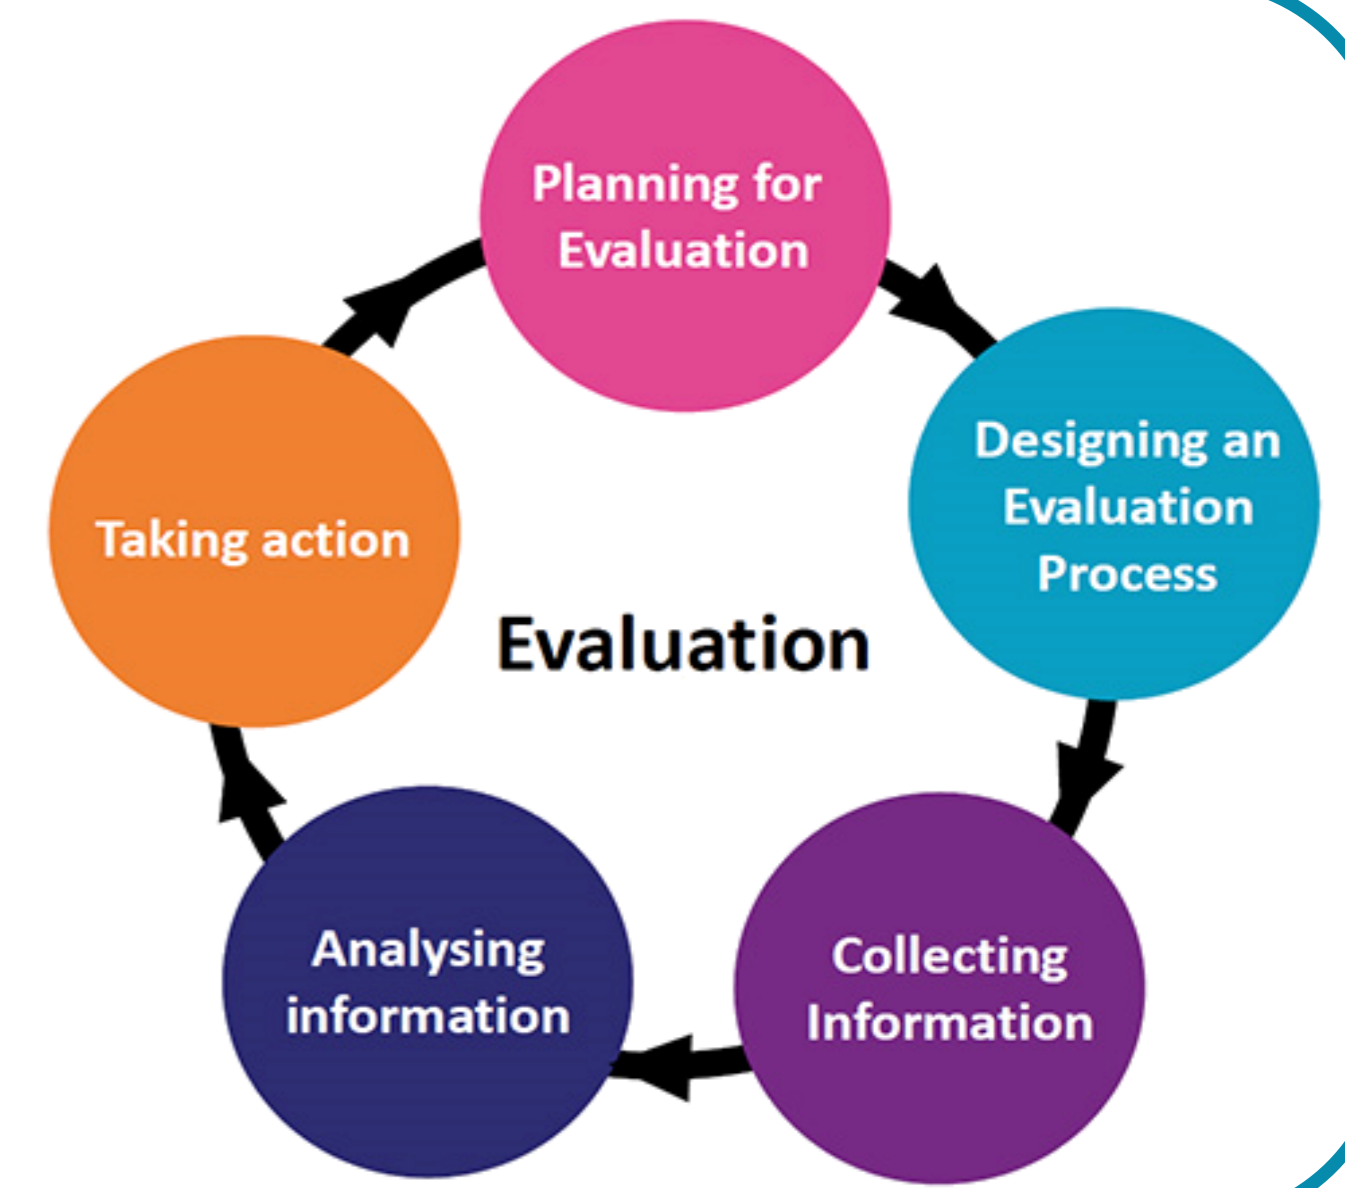 Planning for
Evaluation
Designing an
Evaluation
Process
Collecting
Information
Analysing
information
Taking action
Evaluation